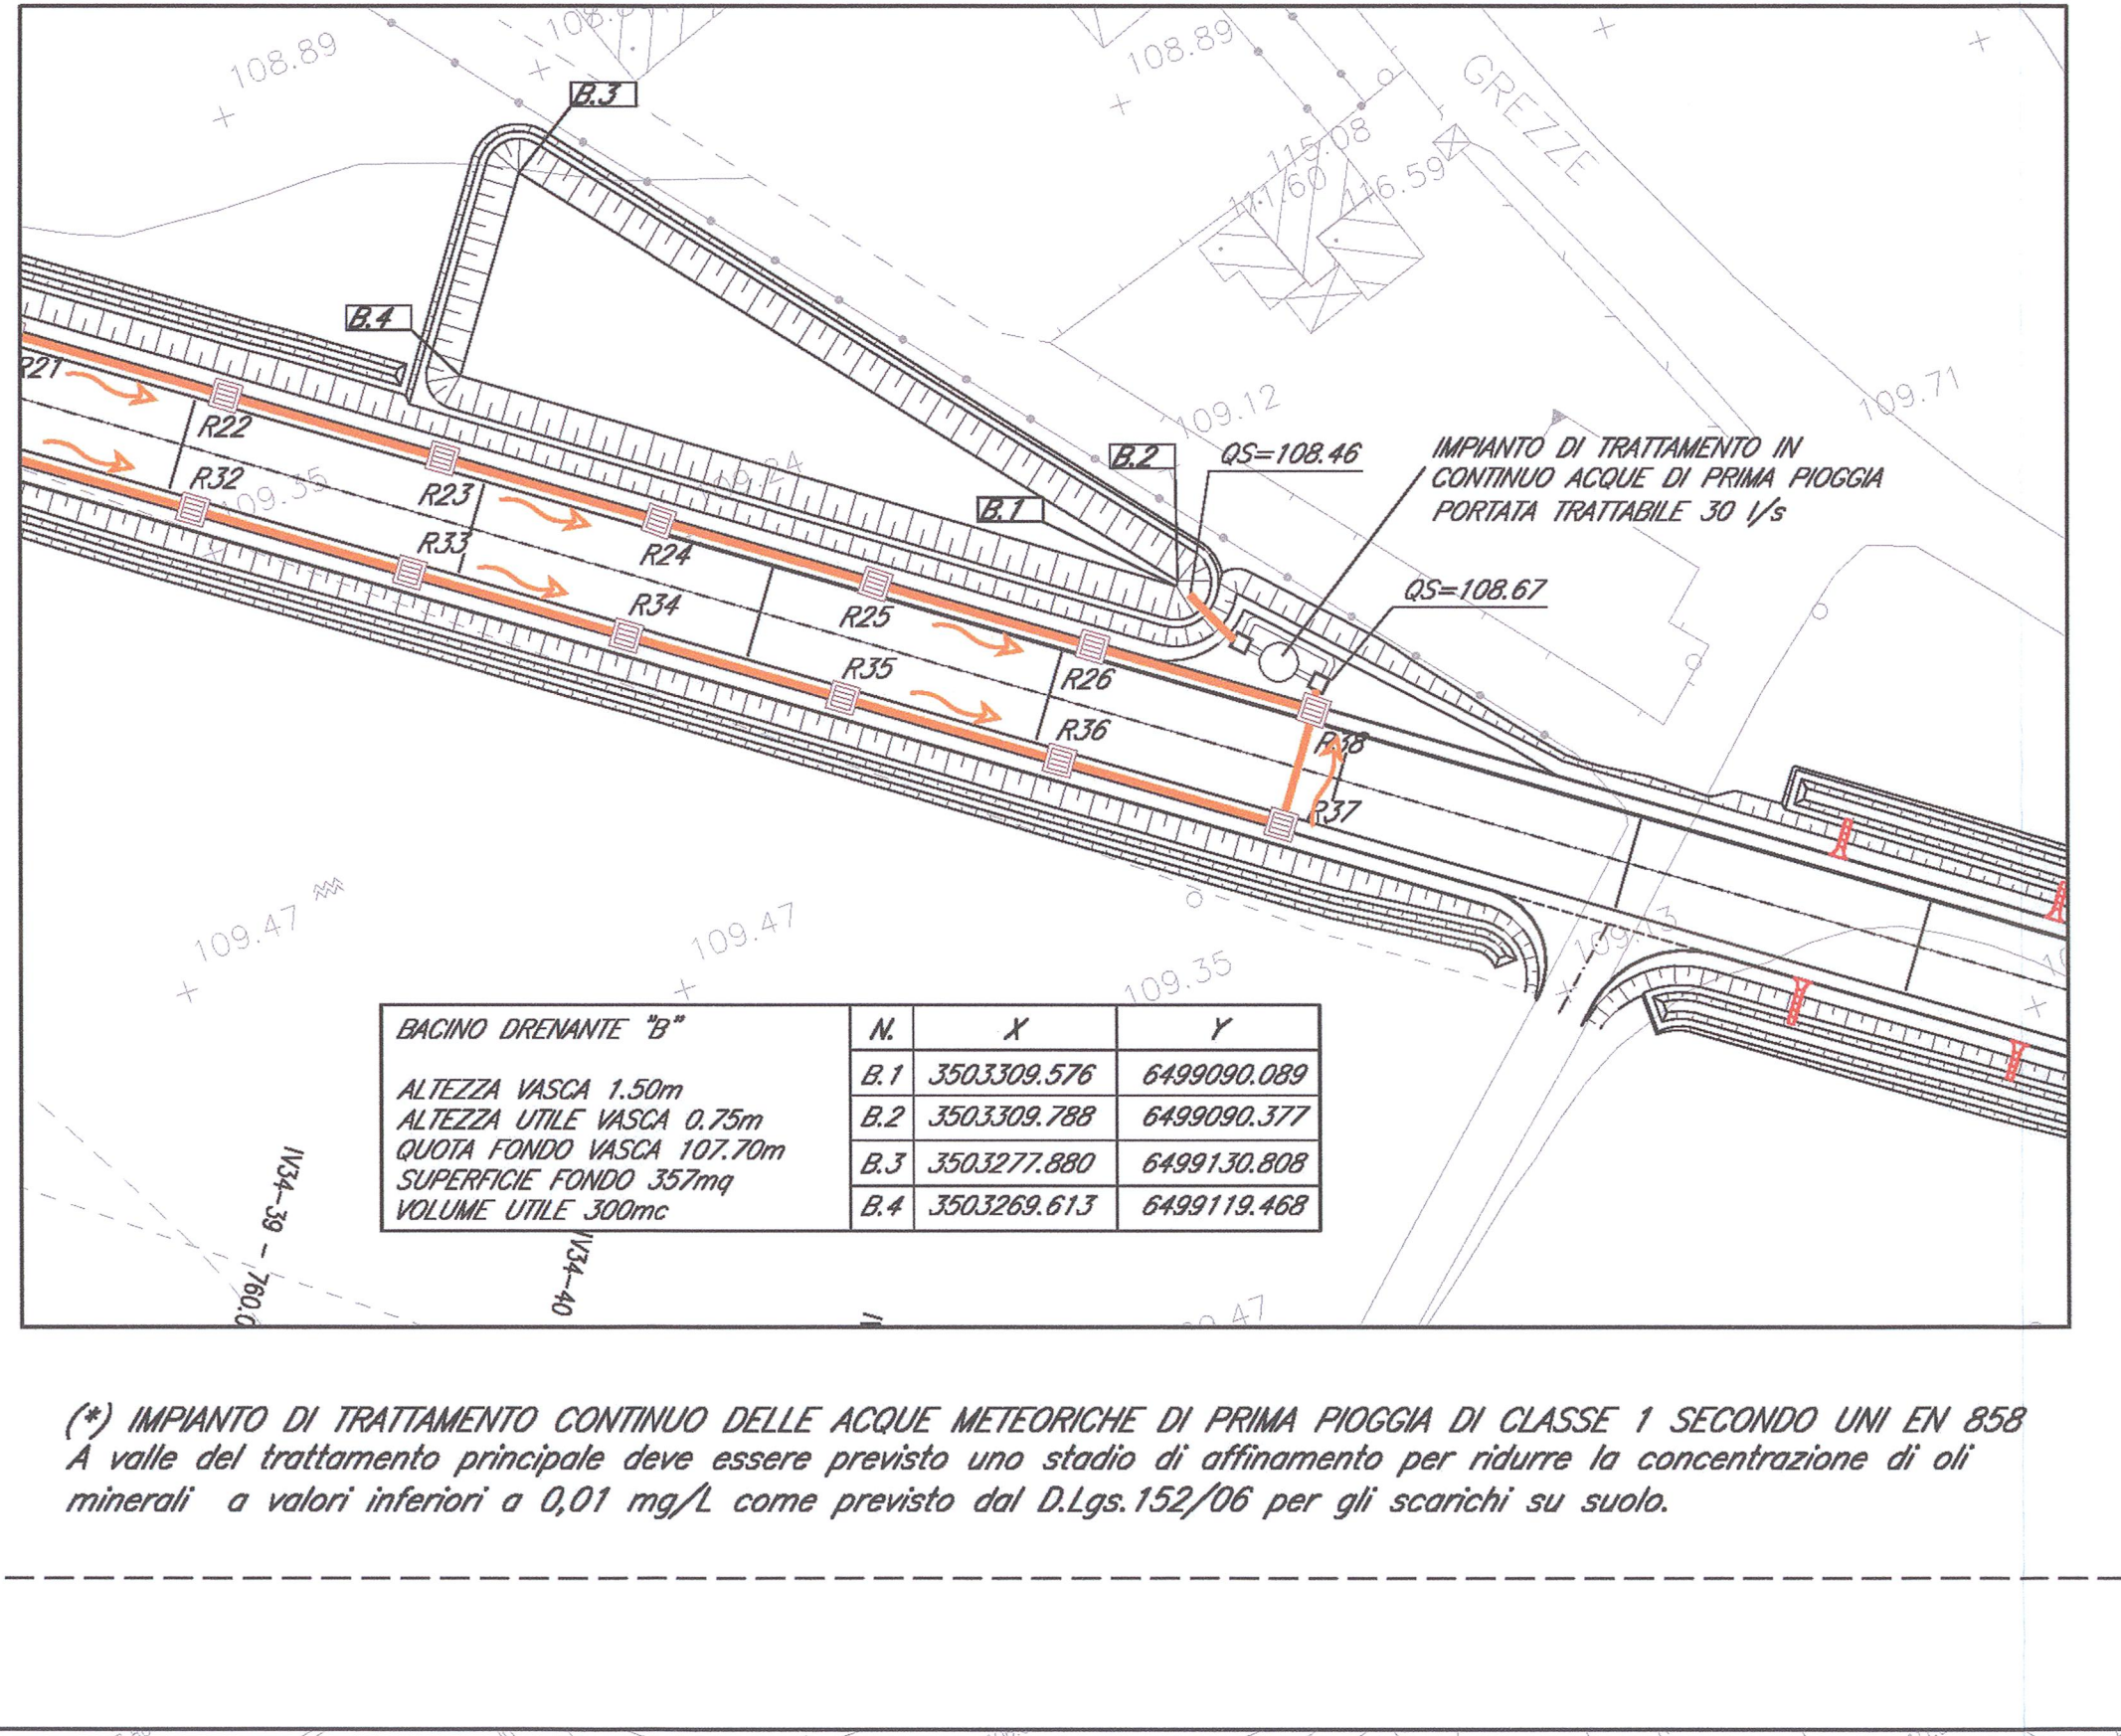 108.89
108.89
GREZZE
B.3
115.08
111.60
116.59
B.4
109.12
109.71
R21
R22
B.2
QS=108.46
IMPIANTO DI TRATTAMENTO IN
CONTINUO ACQUE DI PRIMA PIOGGIA
PORTATA TRATTABILE 30 l/s
R32
109.35
R23
109.24
B.1
R33
R24
QS=108.67
R34
R25
R35
R26
R36
R38
R37
109.47
109.47
109.35
109.13
BACINO DRENANTE "B"
ALTEZZA VASCA 1.50m
ALTEZZA UTILE VASCA 0.75m
QUOTA FONDO VASCA 107.70m
SUPERFICIE FONDO 357mq
VOLUME UTILE 300mc
N. X Y
B.1 3503309.576 6499090.089
B.2 3503309.788 6499090.377
B.3 3503277.880 6499130.808
B.4 3503269.613 6499119.468
IV34-39 - 760.0
IV34-40
(*) IMPIANTO DI TRATTAMENTO CONTINUO DELLE ACQUE METEORICHE DI PRIMA PIOGGIA DI CLASSE 1 SECONDO UNI EN 858
A valle del trattamento principale deve essere previsto uno stadio di affinamento per ridurre la concentrazione di oli
minerali a valori inferiori a 0,01 mg/L come previsto dal D.Lgs.152/06 per gli scarichi su suolo.